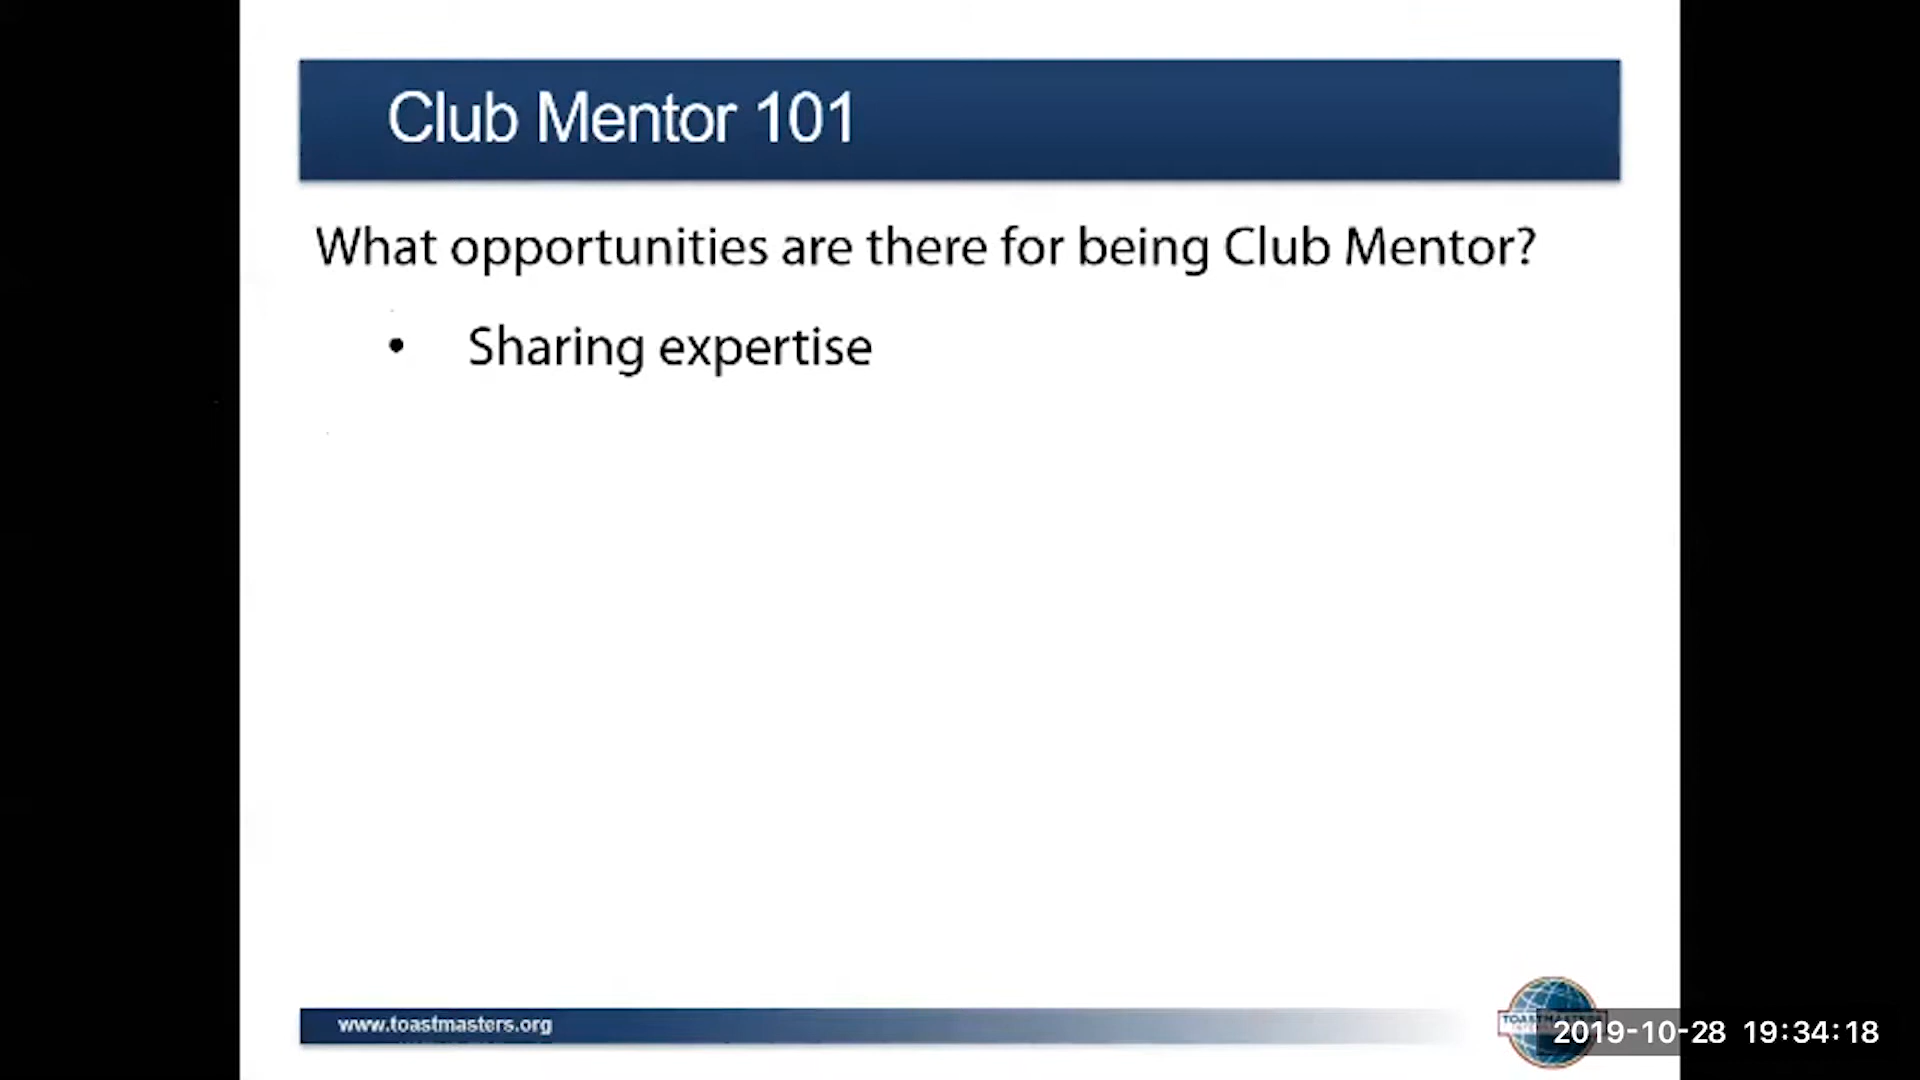 Club Mentor 101
What opportunities are there for being Club Mentor?
• Sharing expertise
www.toastmasters.org
TOASTMASTERS
2019-10-28 19:34:18